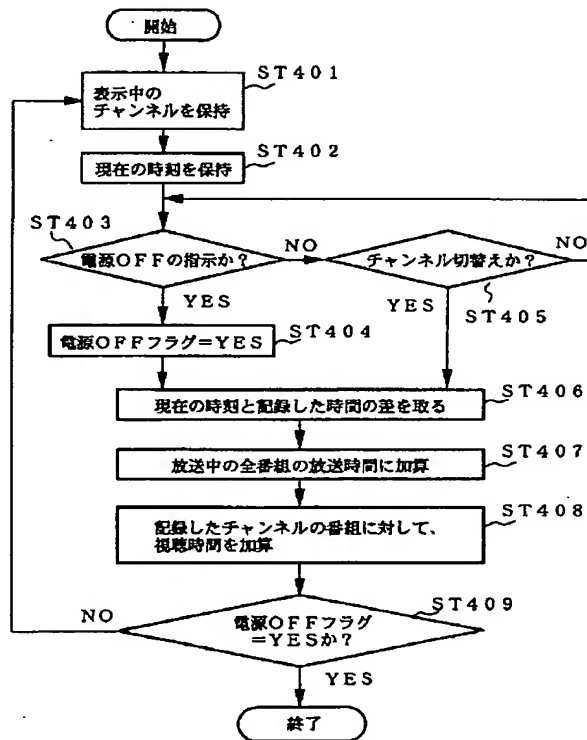 開始
ST401
表示中の
チャンネルを保持
ST402
現在の時刻を保持
ST403
電源OFFの指示か?
NO
チャンネル切替えか?
NO
YES
YES
ST405
ST404
電源OFFフラグ=YES
ST406
現在の時刻と記録した時間の差を取る
ST407
放送中の全番組の放送時間に加算
ST408
記録したチャンネルの番組に対して、
視聴時間を加算
ST409
NO
電源OFFフラグ
=YESか?
YES
終了